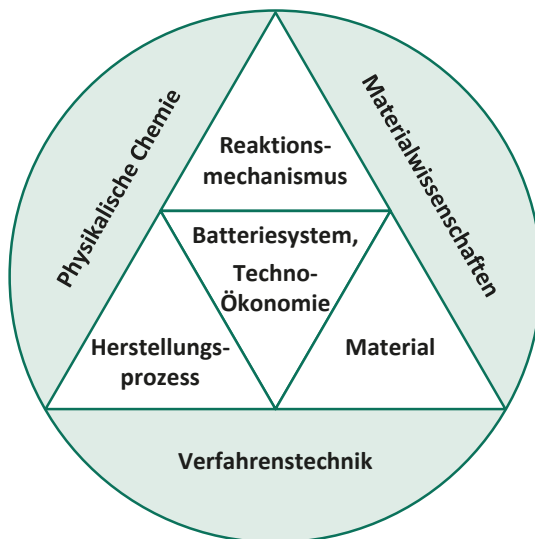 Physikalische Chemie
Materialwissenschaften
Reaktions-
mechanismus
Batteriesystem,
Techno-
Ökonomie
Herstellungs-
prozess
Material
Verfahrenstechnik